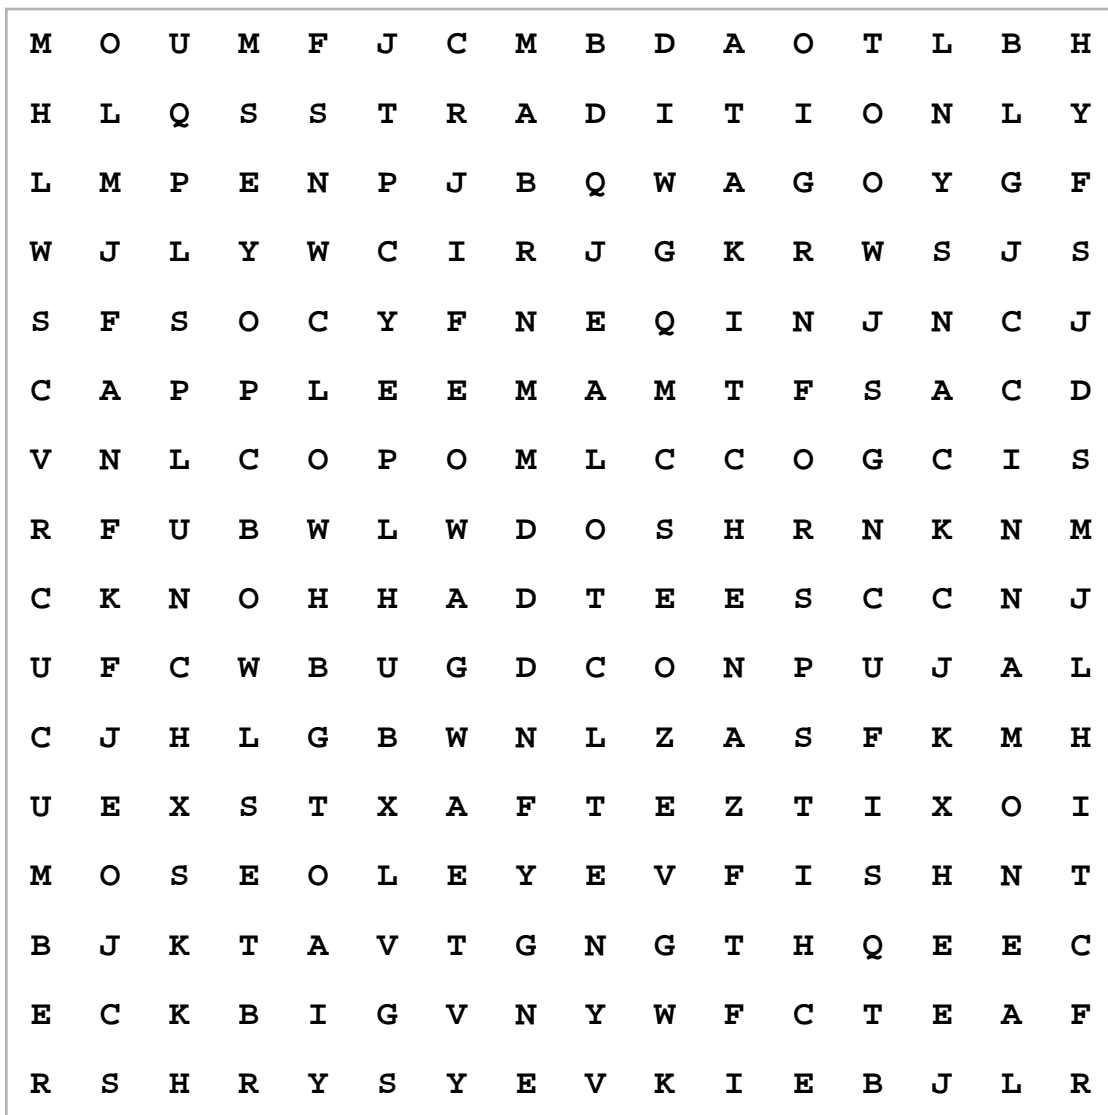 M O U M F J C M B D A O T L B H
H L Q S S T R A D I T I O N L Y
L M P E N P J B Q W A G O Y G F
W J L Y W C I R J G K R W S J S
S F S O C Y F N E Q I N J N C J
C A P P L E E M A M T F S A C D
V N L C O P O M L C C O G C I S
R F U B W L W D O S H R N K N M
C K N O H H A D T E E S C C N J
U F C W B U G D C O N P U J A L
C J H L G B W N L Z A S F K M H
U E X S T X A F T E Z T I X O I
M O S E O L E Y E V F I S H N T
B J K T A V T G N G T H Q E E C
E C K B I G V N Y W F C T E A F
R S H R Y S Y E V K I E B J L R